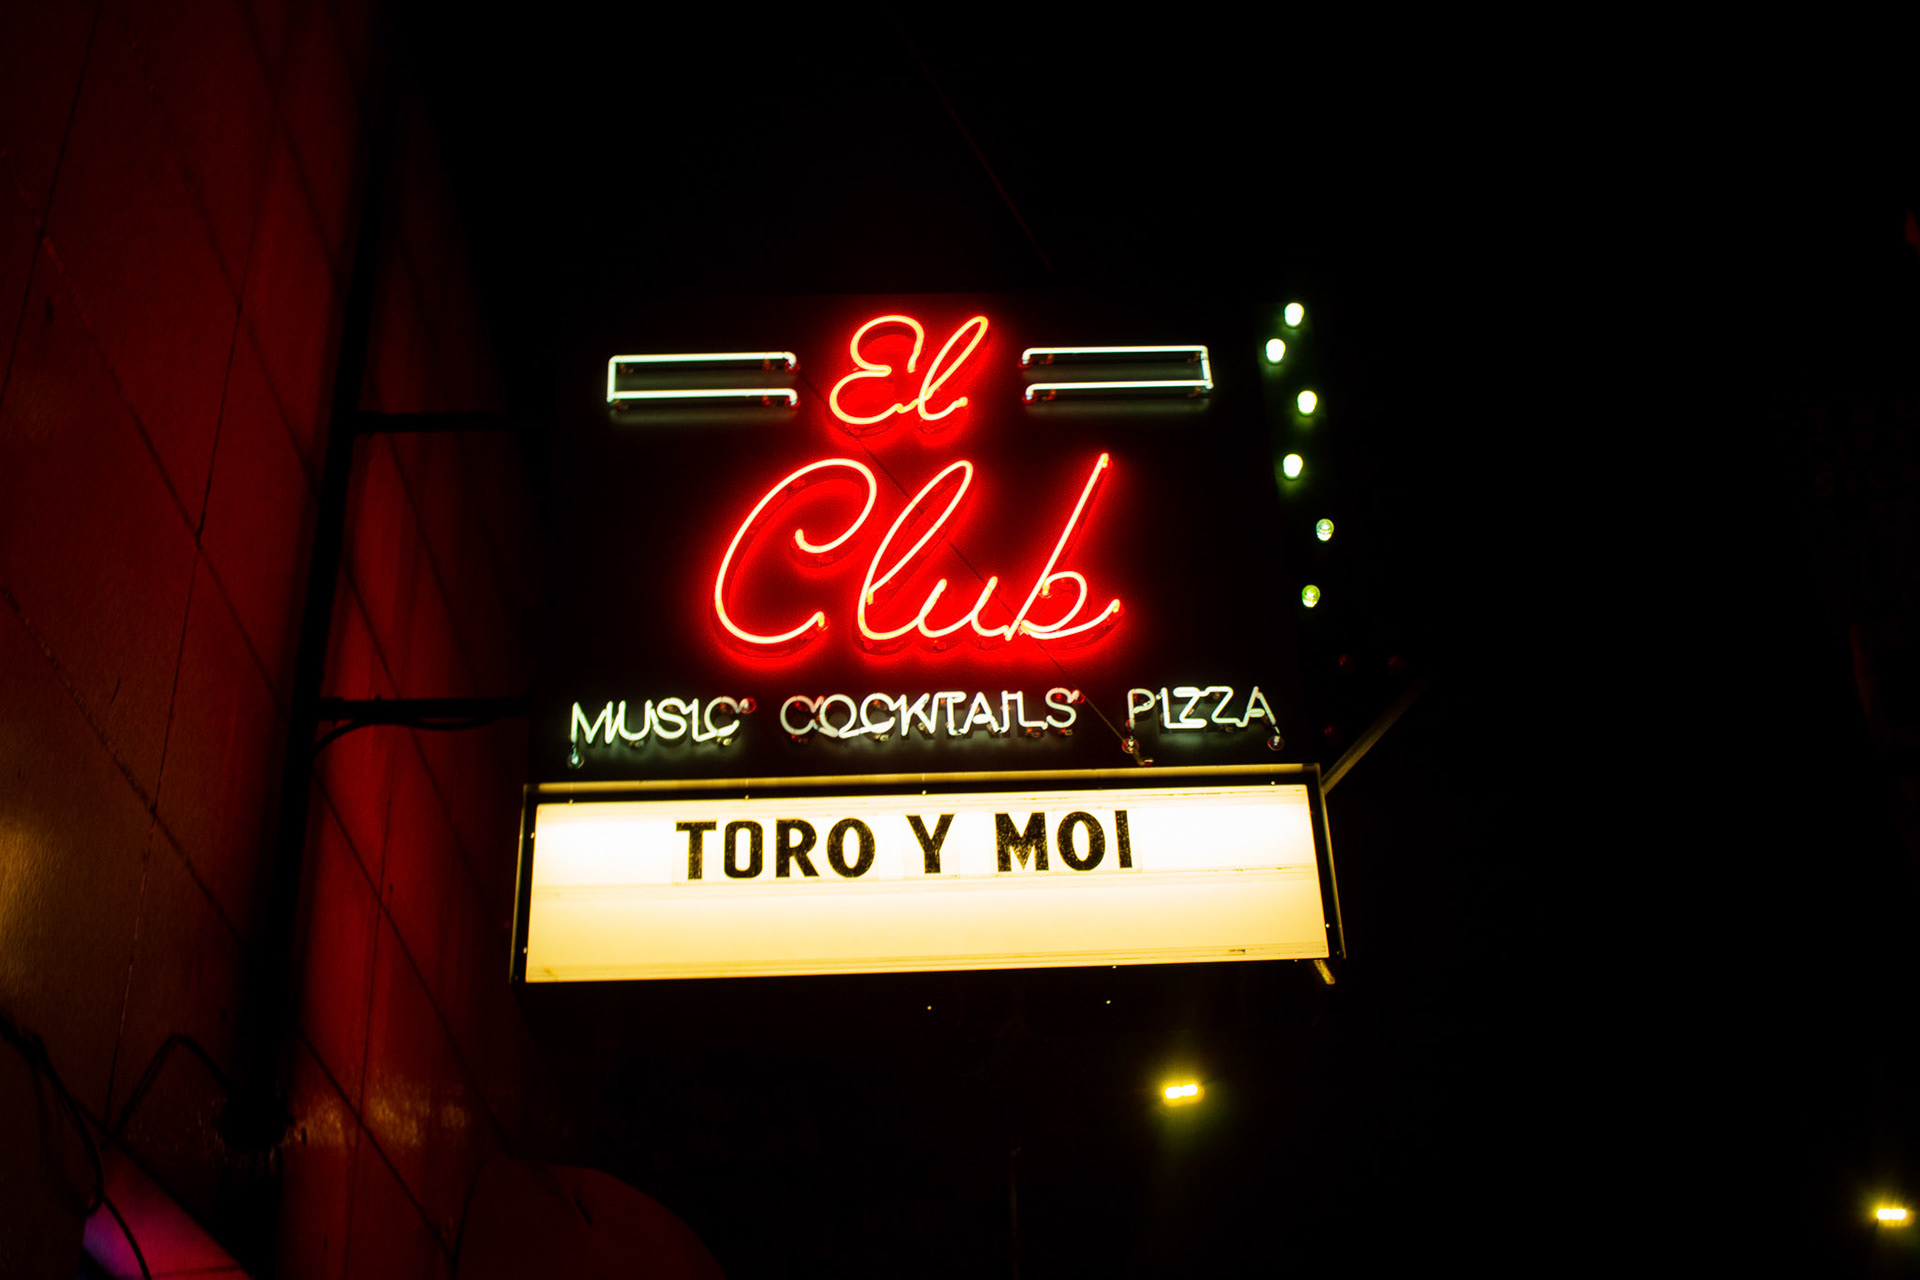 El
Club
MUSIC COCKTAILS PIZZA
TORO Y MOI